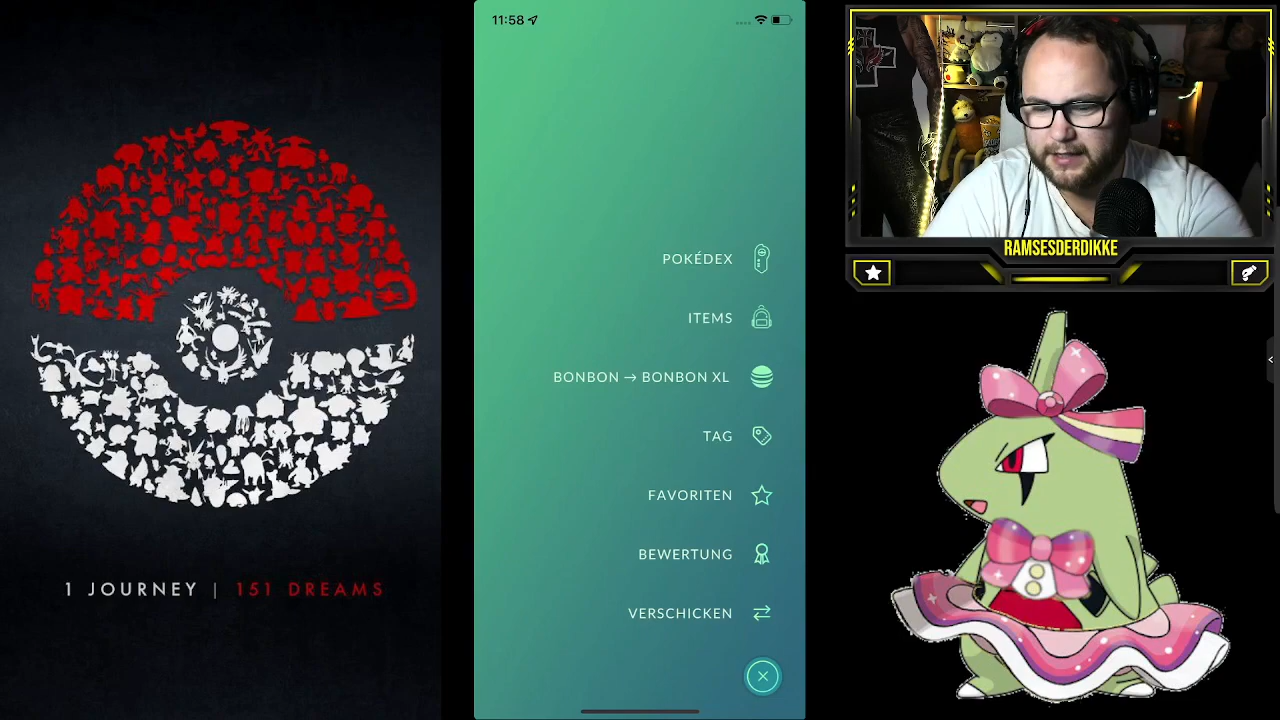 11:58
POKÉDEX
ITEMS
BONBON → BONBON XL
TAG
FAVORITEN
BEWERTUNG
VERSCHICKEN
1 JOURNEY | 151 DREAMS
RAMSESDERDIKKE